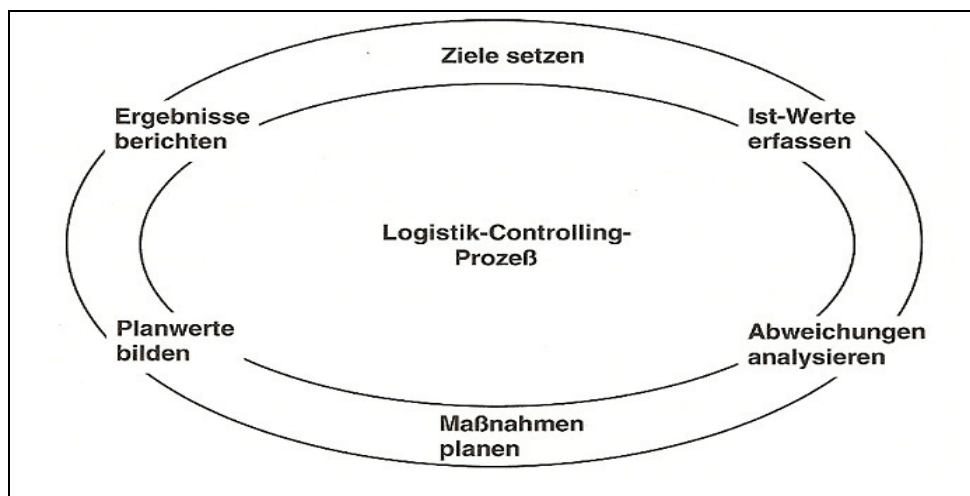 Ziele setzen
Ergebnisse
berichten
Ist-Werte
erfassen
Logistik-Controlling-
Prozeß
Planwerte
bilden
Abweichungen
analysieren
Maßnahmen
planen